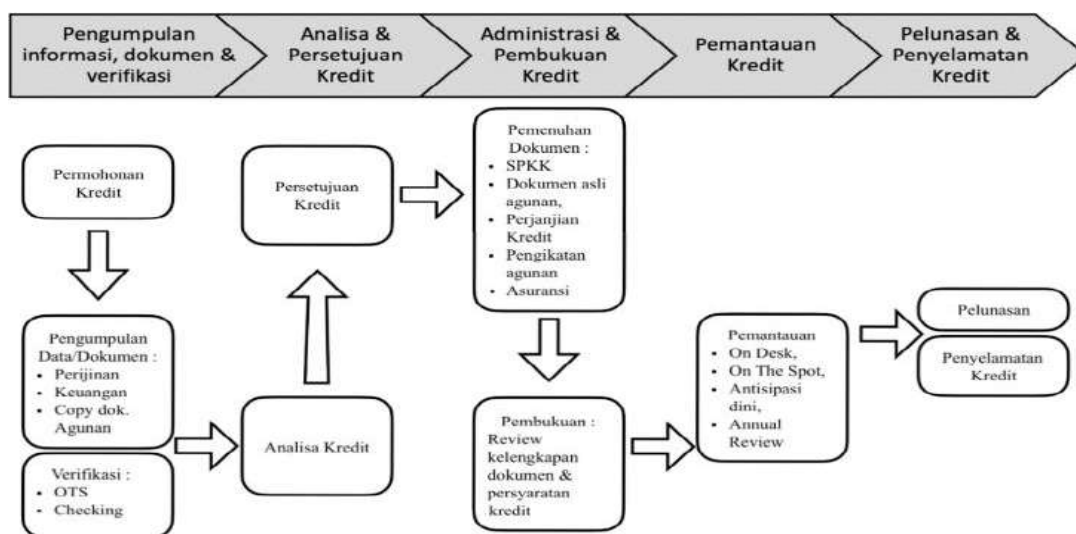 Pengumpulan
informasi, dokumen &
verifikasi
Analisa &
Persetujuan
Kredit
Administrasi &
Pembukuan
Kredit
Pemantauan
Kredit
Pelunasan &
Penyelamatan
Kredit
Permohonan
Kredit
Pengumpulan
Data/Dokumen :
• Perijinan
• Keuangan
• Copy dok.
Agunan
Verifikasi :
• OTS
• Checking
Analisa Kredit
Persetujuan
Kredit
Pemenuhan
Dokumen :
• SPKK
• Dokumen asli
agunan,
• Perjanjian
Kredit
• Pengikatan
agunan
• Asuransi
Pembukuan :
Review
kelengkapan
dokumen &
persyaratan
kredit
Pemantauan
• On Desk,
• On The Spot,
• Antisipasi
dini,
• Annual
Review
Pelunasan
Penyelamatan
Kredit